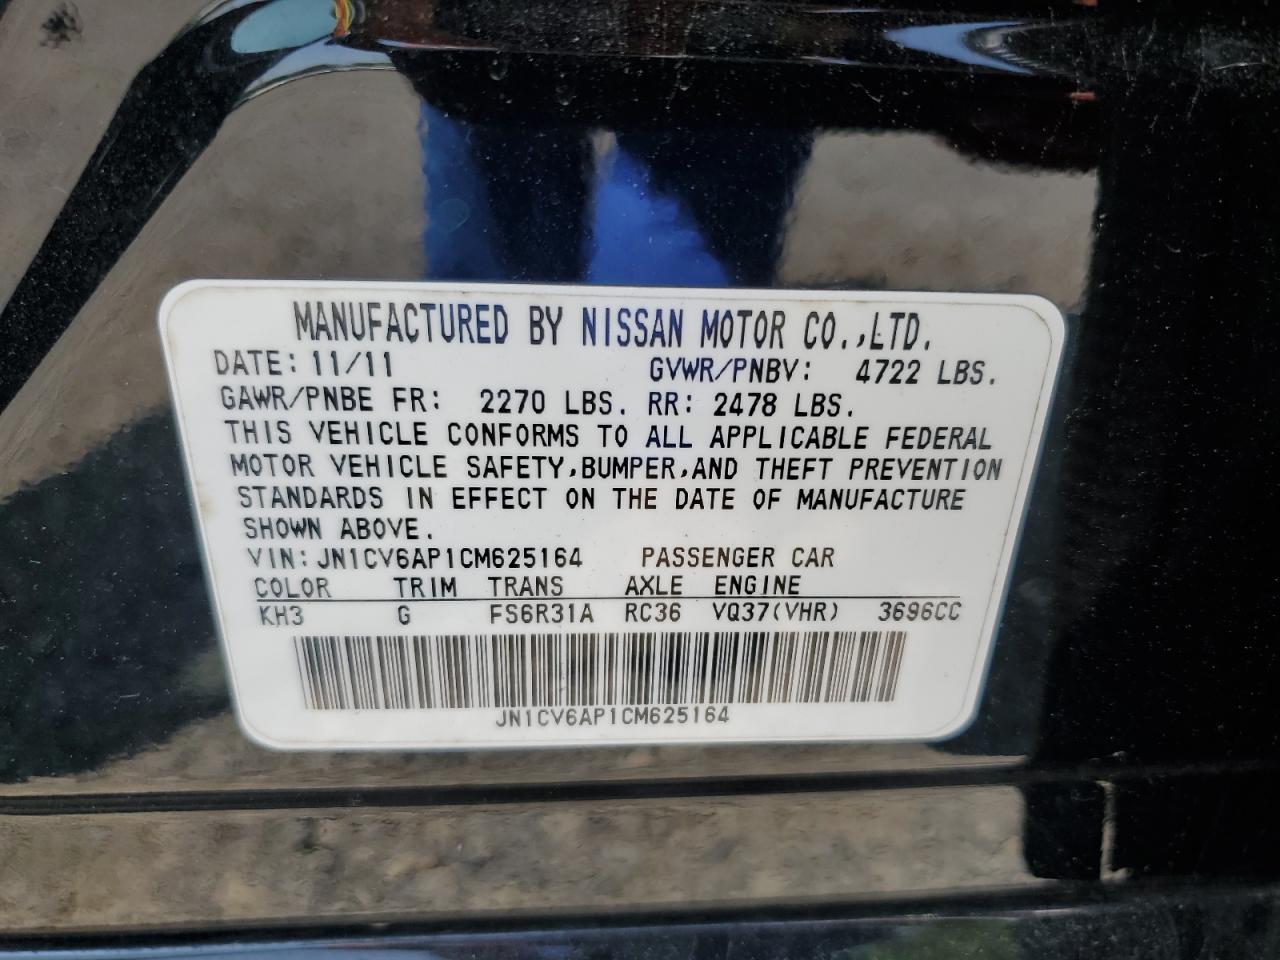 MANUFACTURED BY NISSAN MOTOR CO.,LTD.
DATE: 11/11 GVWR/PNBV: 4722 LBS.
GAWR/PNBE FR: 2270 LBS. RR: 2478 LBS.
THIS VEHICLE CONFORMS TO ALL APPLICABLE FEDERAL
MOTOR VEHICLE SAFETY,BUMPER,AND THEFT PREVENTION
STANDARDS IN EFFECT ON THE DATE OF MANUFACTURE
SHOWN ABOVE.
VIN:JN1CV6AP1CM625164 PASSENGER CAR
COLOR TRIM TRANS AXLE ENGINE
KH3 G FS6R31A RC36 VQ37(VHR) 3696CC
JN1CV6AP1CM625164